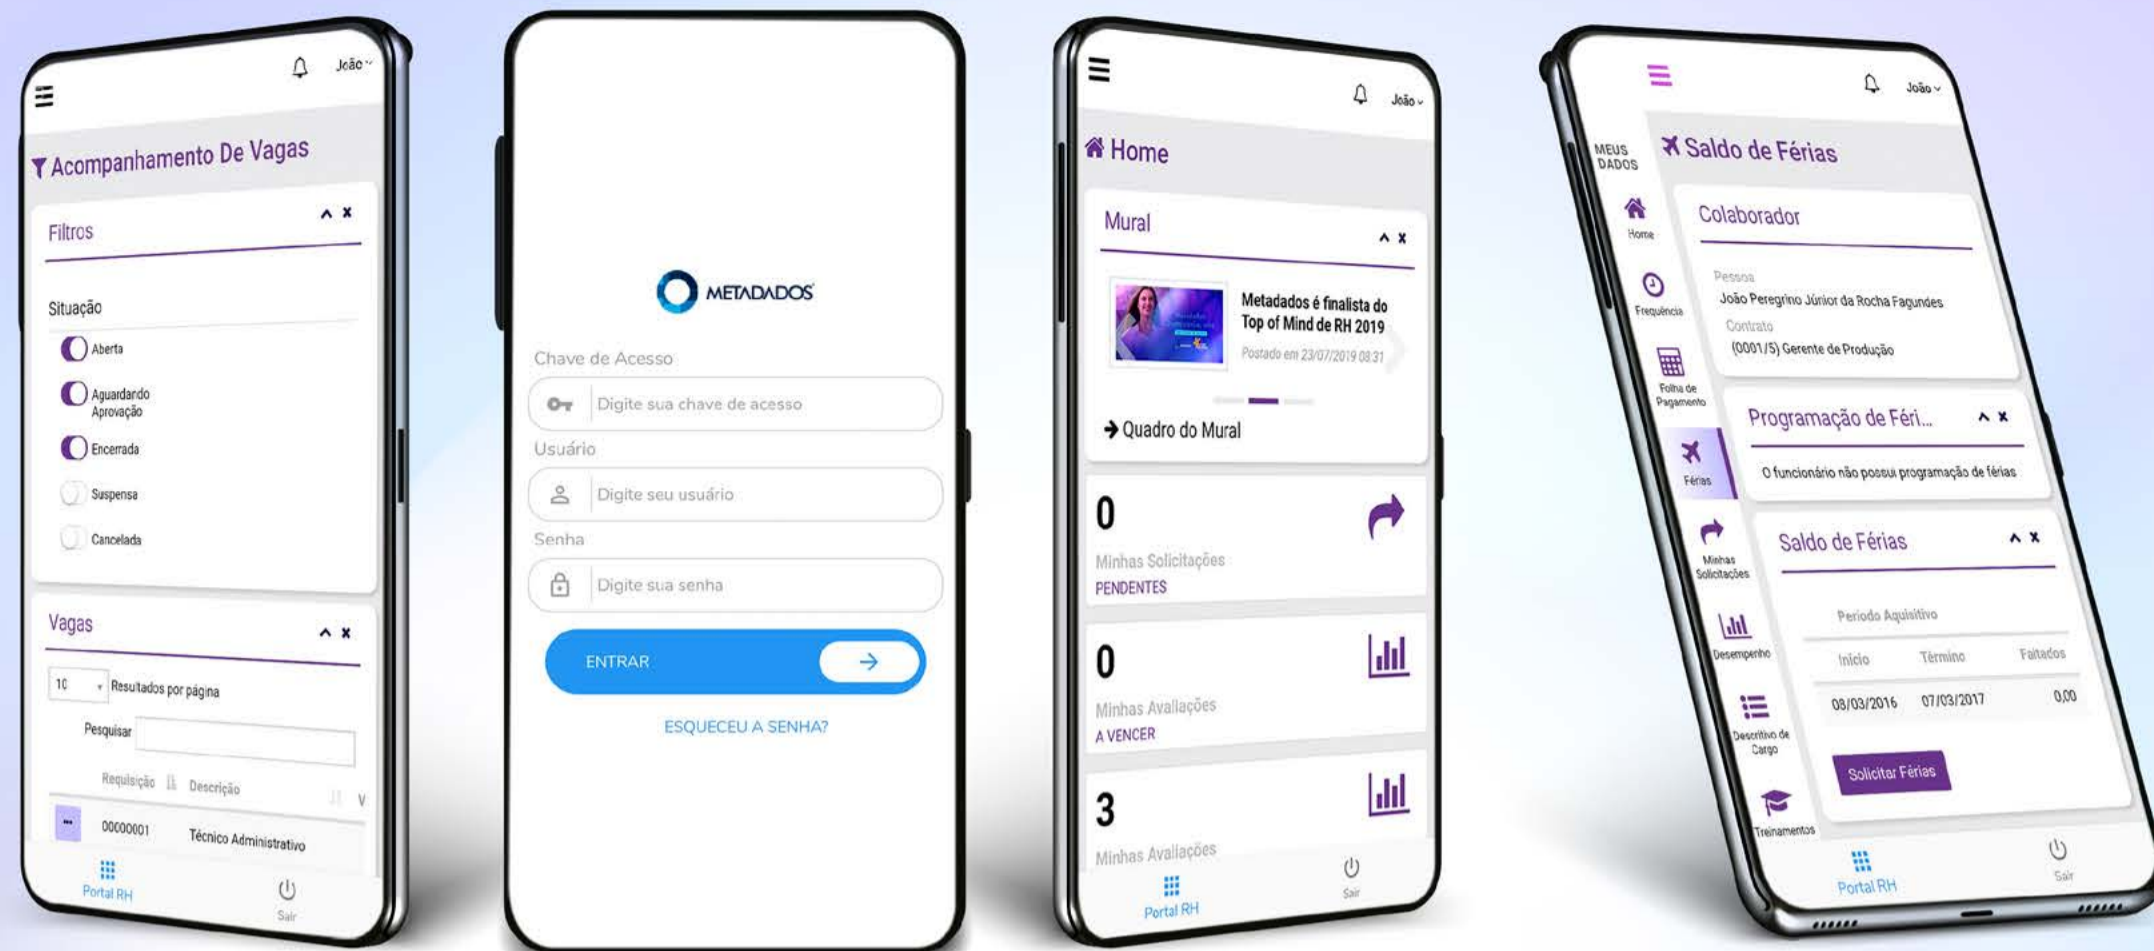 João
Acompanhamento De Vagas
Filtros
Situação
Aberta
Aguardando
Aprovação
Encerrada
Suspensa
Cancelada
Vagas
10
Resultados por página
Pesquisar
Requisição Descrição V
00000001 Técnico Administrativo
Portal RH
Sair
METADADOS
Chave de Acesso
Digite sua chave de acesso
Usuário
Digite seu usuário
Senha
Digite sua senha
ENTRAR
ESQUECEU A SENHA?
João
Home
Mural
Metadados é finalista do
Top of Mind de RH 2019
Postado em 23/07/2019 08:31
Quadro do Mural
0
Minhas Solicitações
PENDENTES
0
Minhas Avaliações
A VENCER
3
Minhas Avaliações
Portal RH
Sair
João
MEUS
DADOS
Home
Frequência
Folha de
Pagamento
Férias
Minhas
Solicitações
Desempenho
Descritivo de
Cargo
Treinamentos
Saldo de Férias
Colaborador
Pessoa
João Peregrino Júnior da Rocha Fagundes
Contrato
(0001/5) Gerente de Produção
Programação de Féri...
O funcionário não possui programação de férias
Saldo de Férias
Período Aquisitivo
Início Término Faltados
08/03/2016 07/03/2017 0,00
Solicitar Férias
Portal RH
Sair